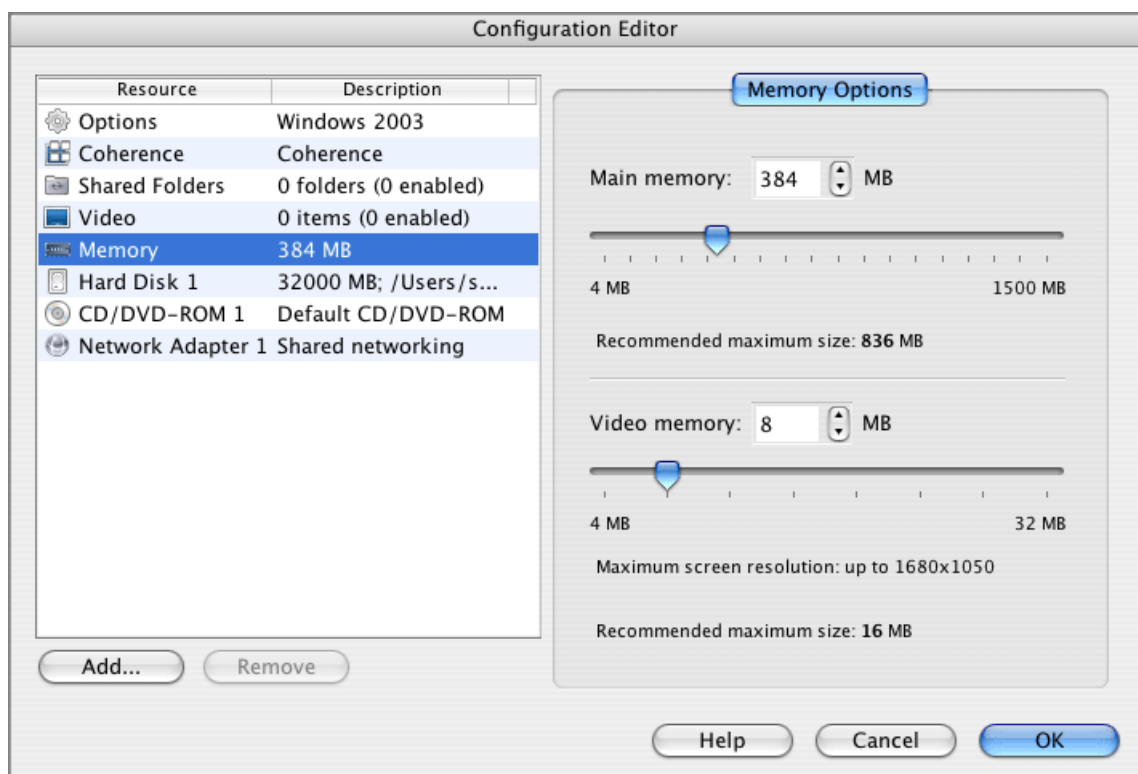 Configuration Editor
Resource Description
Options Windows 2003
Coherence Coherence
Shared Folders 0 folders (0 enabled)
Video 0 items (0 enabled)
Memory 384 MB
Hard Disk 1 32000 MB; /Users/s...
CD/DVD-ROM 1 Default CD/DVD-ROM
Network Adapter 1 Shared networking
Add... Remove
Memory Options
Main memory: 384 MB
4 MB 1500 MB
Recommended maximum size: 836 MB
Video memory: 8 MB
4 MB 32 MB
Maximum screen resolution: up to 1680x1050
Recommended maximum size: 16 MB
Help Cancel OK